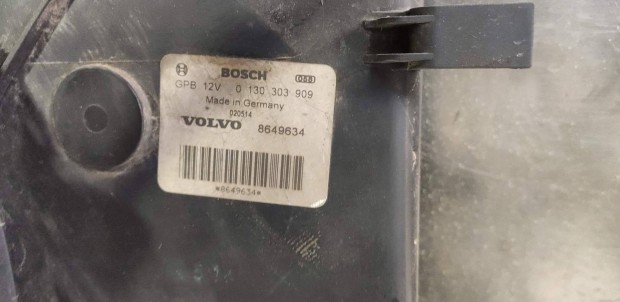 BOSCH
GPB 12V 0 130 303 909
Made in Germany
020514
VOLVO 8649634
*8649634*